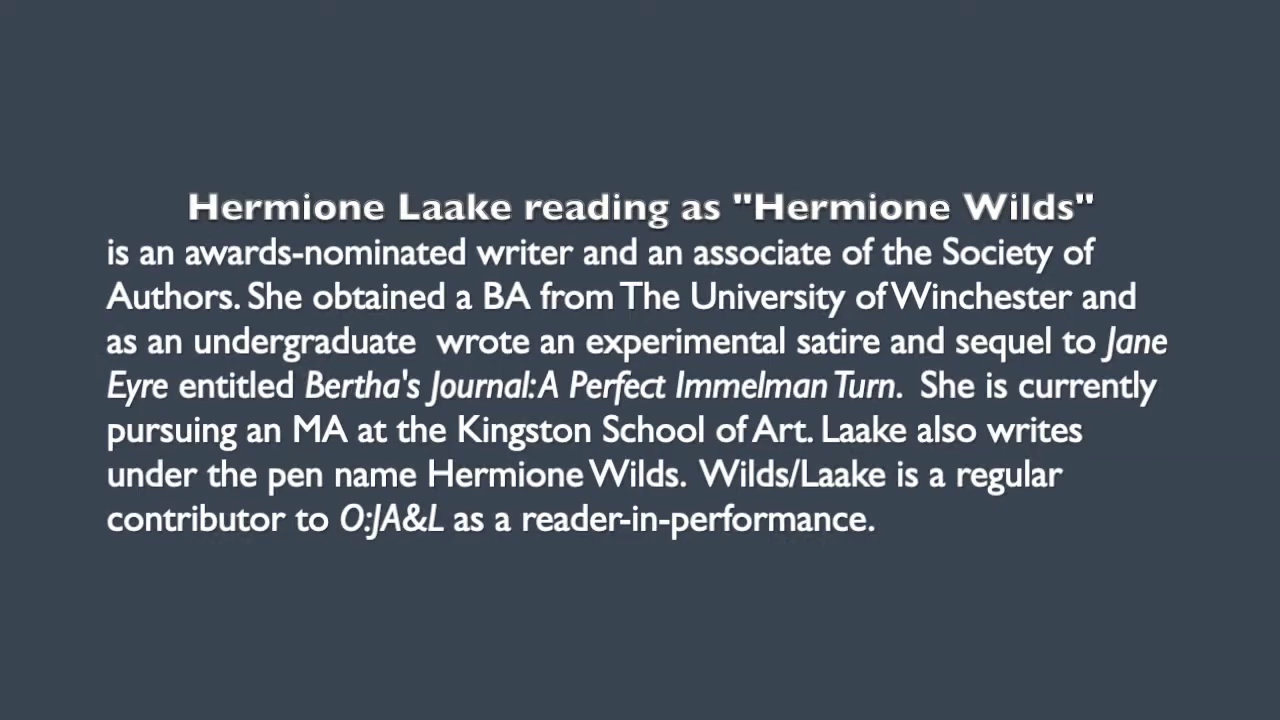 Hermione Laake reading as "Hermione Wilds"
is an awards-nominated writer and an associate of the Society of
Authors. She obtained a BA from The University of Winchester and
as an undergraduate  wrote an experimental satire and sequel to Jane
Eyre entitled Bertha's Journal: A Perfect Immelman Turn.  She is currently
pursuing an MA at the Kingston School of Art. Laake also writes
under the pen name Hermione Wilds.  Wilds/Laake is a regular
contributor to O:JA&L as a reader-in-performance.